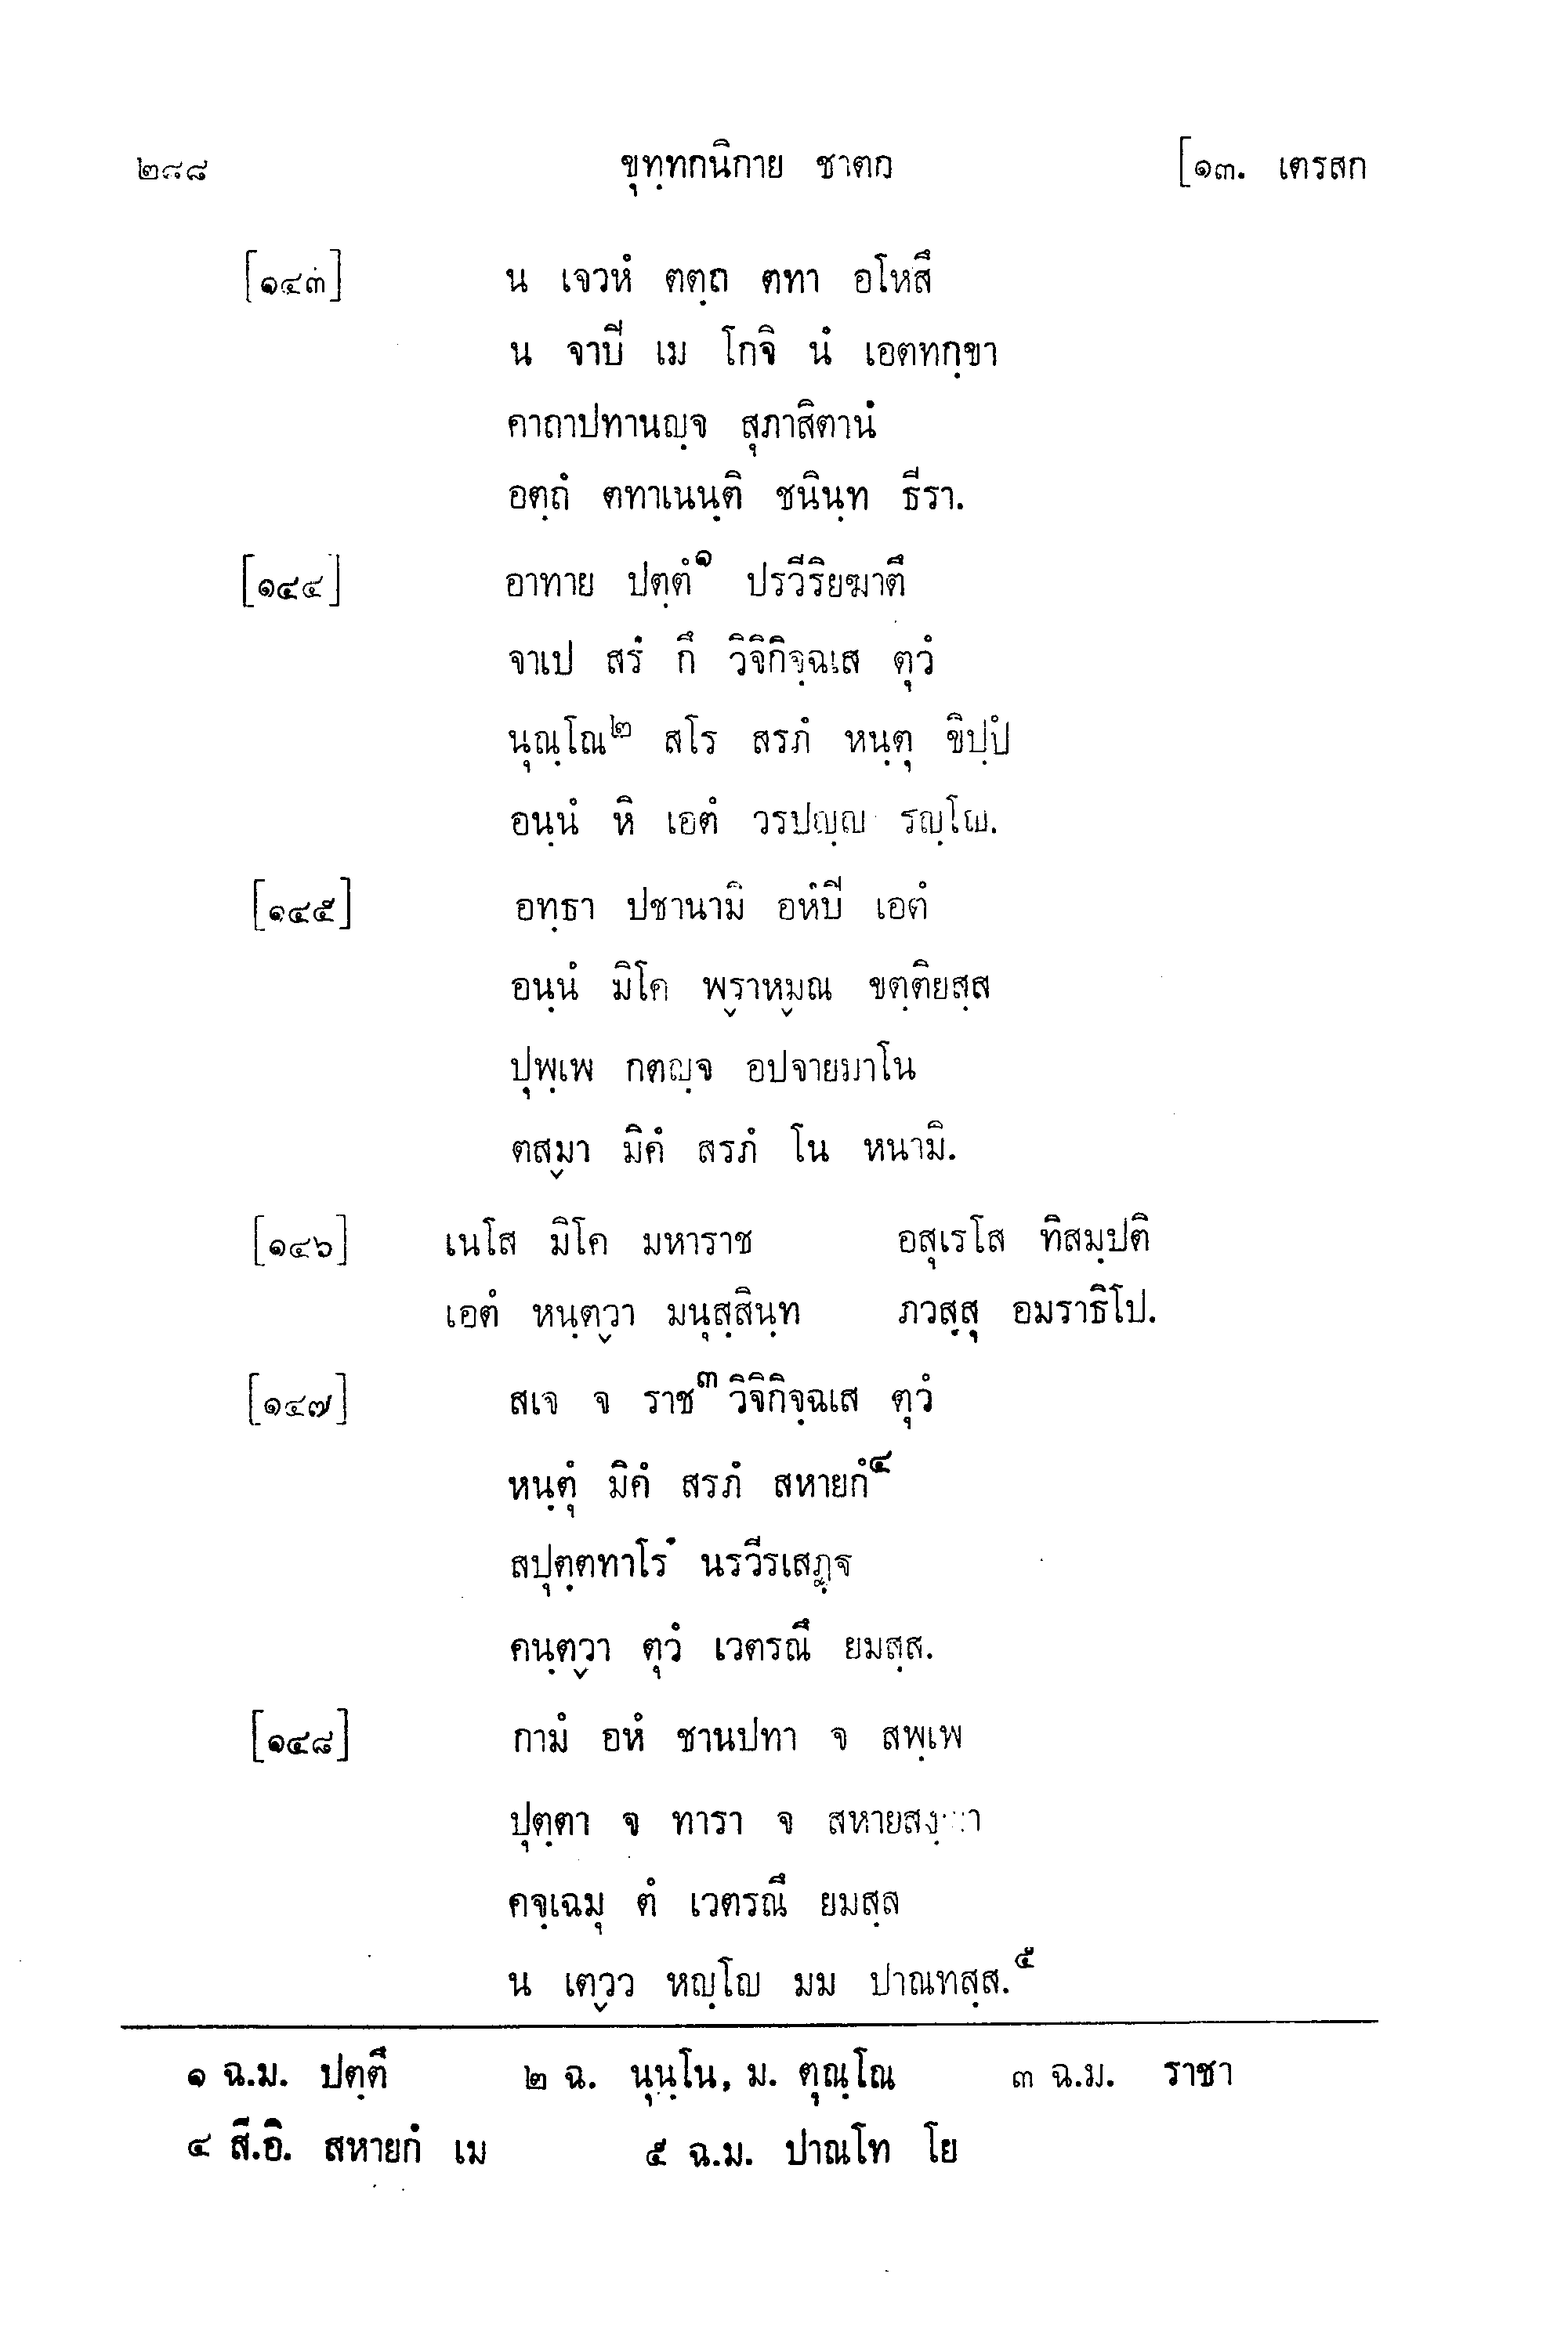 ๒๘๘ ขุทฺทกนิกาย ชาตก [๑๓. เตรสก
[๑๔๓] น เจวหํ ตตฺถ ตทา อโหสึ
น จาปิ เม โกจิ นํ เอตทกฺขา
คาถาปทานญฺจ สุภาสิตานํ
อตฺถํ ตทาเนนฺติ ชนินฺท ธีรา.
[๑๔๔] อาทาย ปตฺตํ๑ ปรวีริยฆาตึ
จาเป สรํ กึ วิจิกิจฺฉเส ตุวํ
นุณฺโณ๒ สโร สรภํ หนฺตุ ขิปฺปํ
อนฺนํ หิ เอตํ วรปญฺญ รญฺโญ.
[๑๔๕] อทฺธา ปชานามิ อหํปิ เอตํ
อนฺนํ มิโค พฺราหฺมณ ขตฺติยสฺส
ปุพฺเพ กตญฺจ อปจายมาโน
ตสฺมา มิคํ สรภํ โน หนามิ.
[๑๔๖] เนโส มิโค มหาราช อสุเรโส ทิสมฺปติ
เอตํ หนฺตฺวา มนุสฺสินฺท ภวสฺสุ อมราธิโป.
[๑๔๗] สเจ จ ราช๓ วิจิกิจฺฉเส ตุวํ
หนฺตุํ มิคํ สรภํ สหายกํ๔
สปุตฺตทาโรํ นรวีรเสฏฺฐ
คนฺตฺวา ตุวํ เวตรณึ ยมสฺส.
[๑๔๘] กามํ อหํ ชานปทา จ สพฺเพ
ปุตฺตา จ ทารา จ
คจฺเฉมุ ตํ เวตรณึ ยมสฺส
น เตฺวว หญฺโญ มม ปาณทสฺส.๕
๑ ฉ.ม. ปตฺตึ ๒ ฉ. นุนฺโน, ม. ตุณฺโณ ๓ ฉ.ม. ราชา
๔ สี.อิ. สหายกํ เม ๕ ฉ.ม. ปาณโท โย